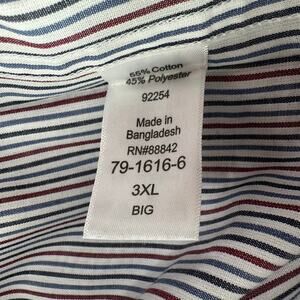 55% Cotton
45% Polyester
92254
Made in
Bangladesh
RN#88842
79-1616-6
3XL
BIG